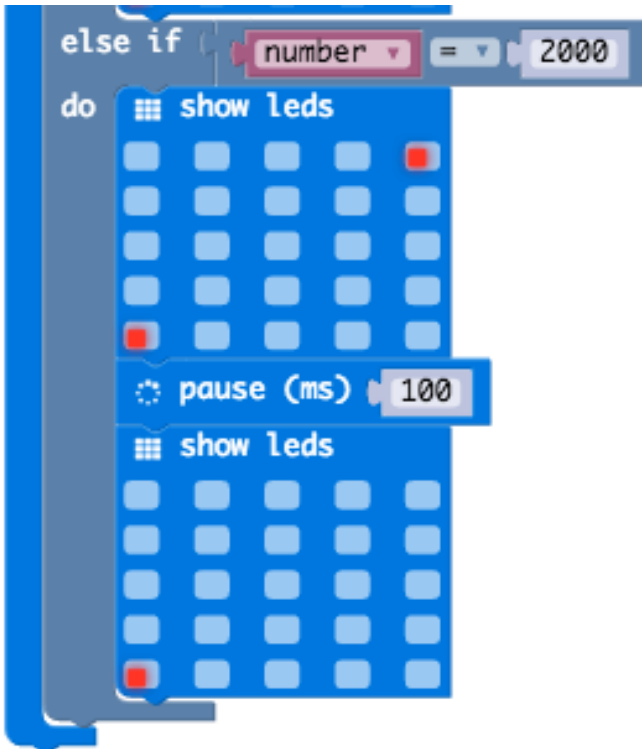 else if number = 2000
do show leds
pause (ms) 100
show leds